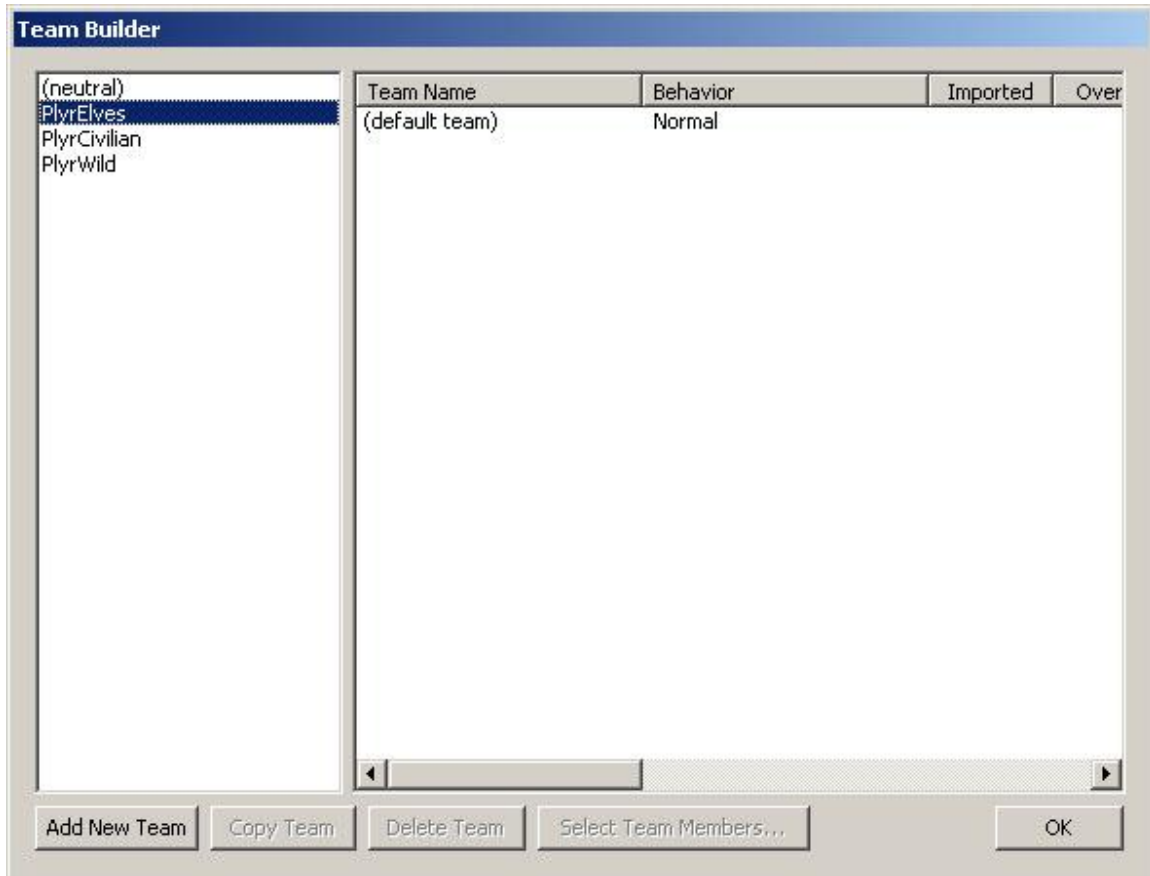 Team Builder
(neutral)
PlyrElves
PlyrCivilian
PlyrWild
Team Name Behavior Imported Over
(default team) Normal
Add New Team Copy Team Delete Team Select Team Members... OK